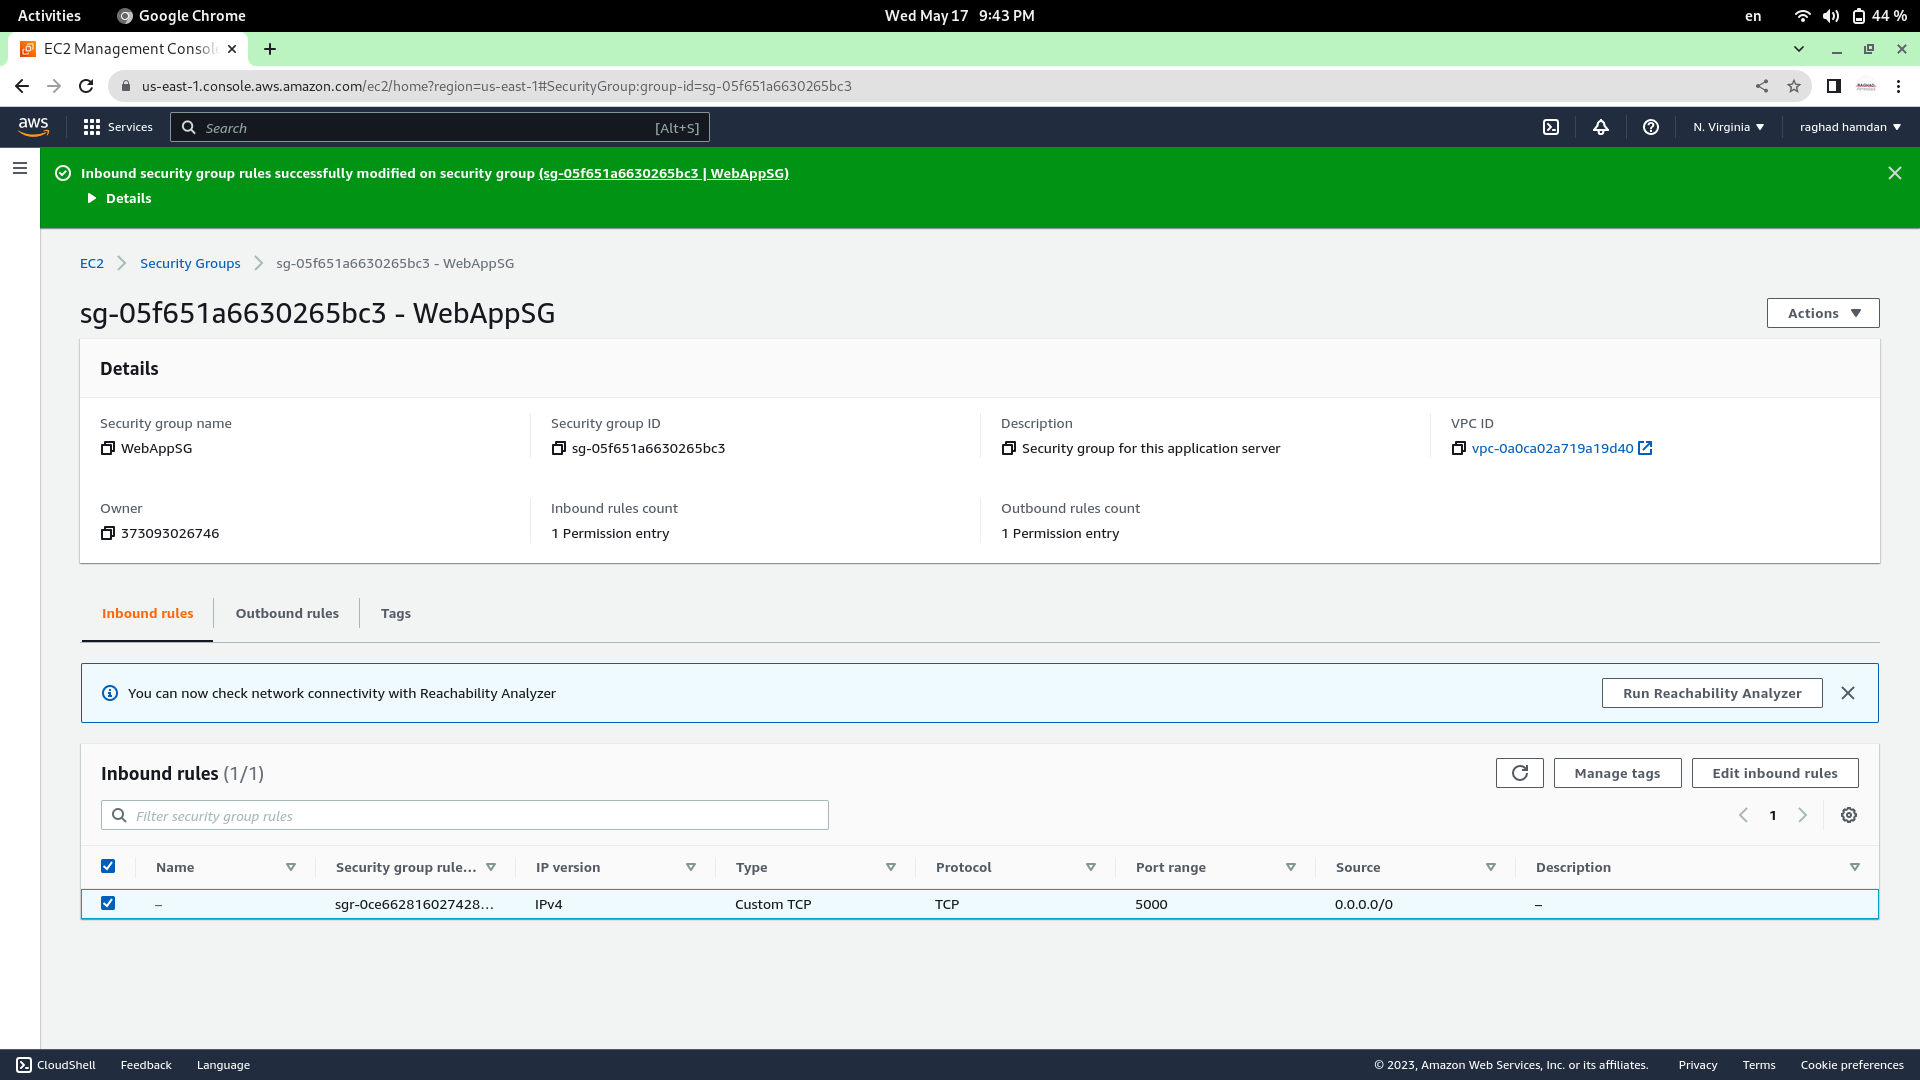 Activities
Google Chrome
Wed May 17 9:43 PM
en
44 %
EC2 Management Consol
us-east-1.console.aws.amazon.com/ec2/home?region=us-east-1#SecurityGroup:group-id=sg-05f651a6630265bc3
aws
Services
Search
[Alt+S]
N. Virginia
raghad hamdan
Inbound security group rules successfully modified on security group (sg-05f651a6630265bc3 | WebAppSG)
Details
EC2
Security Groups
sg-05f651a6630265bc3 - WebAppSG
sg-05f651a6630265bc3 - WebAppSG
Actions
Details
Security group name
Security group ID
Description
VPC ID
WebAppSG
sg-05f651a6630265bc3
Security group for this application server
vpc-0a0ca02a719a19d40
Owner
Inbound rules count
Outbound rules count
373093026746
1 Permission entry
1 Permission entry
Inbound rules
Outbound rules
Tags
You can now check network connectivity with Reachability Analyzer
Run Reachability Analyzer
Inbound rules (1/1)
Manage tags
Edit inbound rules
Filter security group rules
1
Name
Security group rule...
IP version
Type
Protocol
Port range
Source
Description
–
sgr-0ce662816027428...
IPv4
Custom TCP
TCP
5000
0.0.0.0/0
–
CloudShell
Feedback
Language
© 2023, Amazon Web Services, Inc. or its affiliates.
Privacy
Terms
Cookie preferences